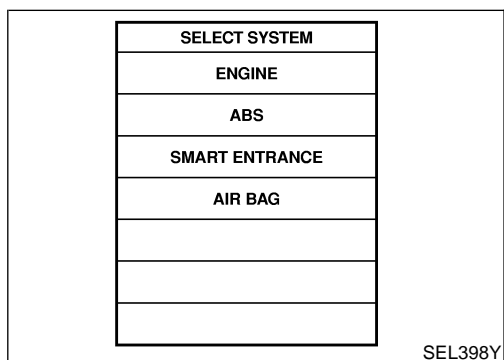 SELECT SYSTEM
ENGINE
ABS
SMART ENTRANCE
AIR BAG
SEL398Y